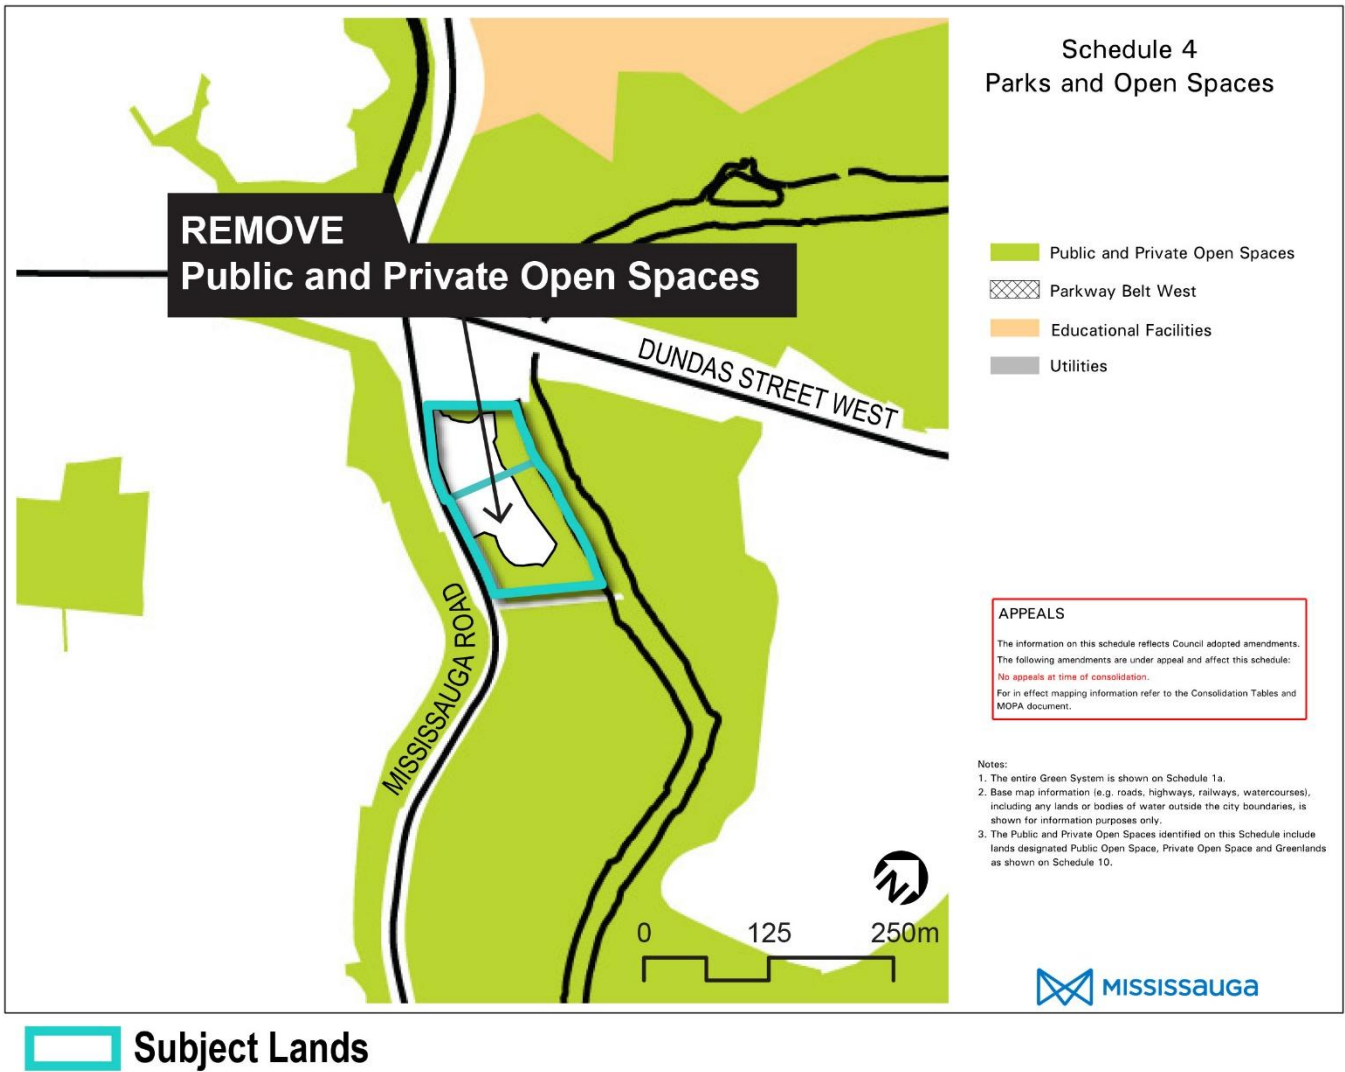 Schedule 4
Parks and Open Spaces
REMOVE
Public and Private Open Spaces
DUNDAS STREET WEST
MISSISSAUGA ROAD
Public and Private Open Spaces
Parkway Belt West
Educational Facilities
Utilities
APPEALS
The information on this schedule reflects Council adopted amendments.
The following amendments are under appeal and affect this schedule:
No appeals at time of consolidation.
For in effect mapping information refer to the Consolidation Tables and
MOPA document.
Notes:
1. The entire Green System is shown on Schedule 1a.
2. Base map information (e.g. roads, highways, railways, watercourses),
including any lands or bodies of water outside the city boundaries, is
shown for information purposes only.
3. The Public and Private Open Spaces identified on this Schedule include
lands designated Public Open Space, Private Open Space and Greenlands
as shown on Schedule 10.
N
0 125 250m
MISSISSauGa
Subject Lands